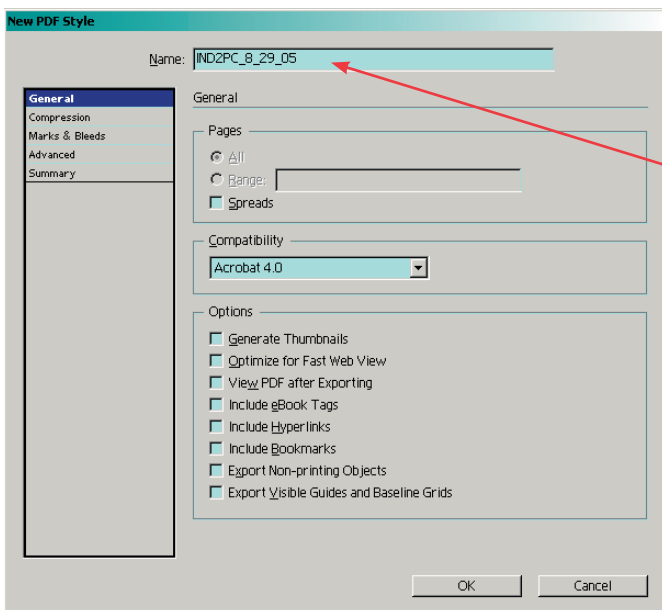 New PDF Style
Name: IND2PC_8_29_05
General
Compression
Marks & Bleeds
Advanced
Summary
General
Pages
All
Range:
Spreads
Compatibility
Acrobat 4.0
Options
Generate Thumbnails
Optimize for Fast Web View
View PDF after Exporting
Include eBook Tags
Include Hyperlinks
Include Bookmarks
Export Non-printing Objects
Export Visible Guides and Baseline Grids
OK Cancel